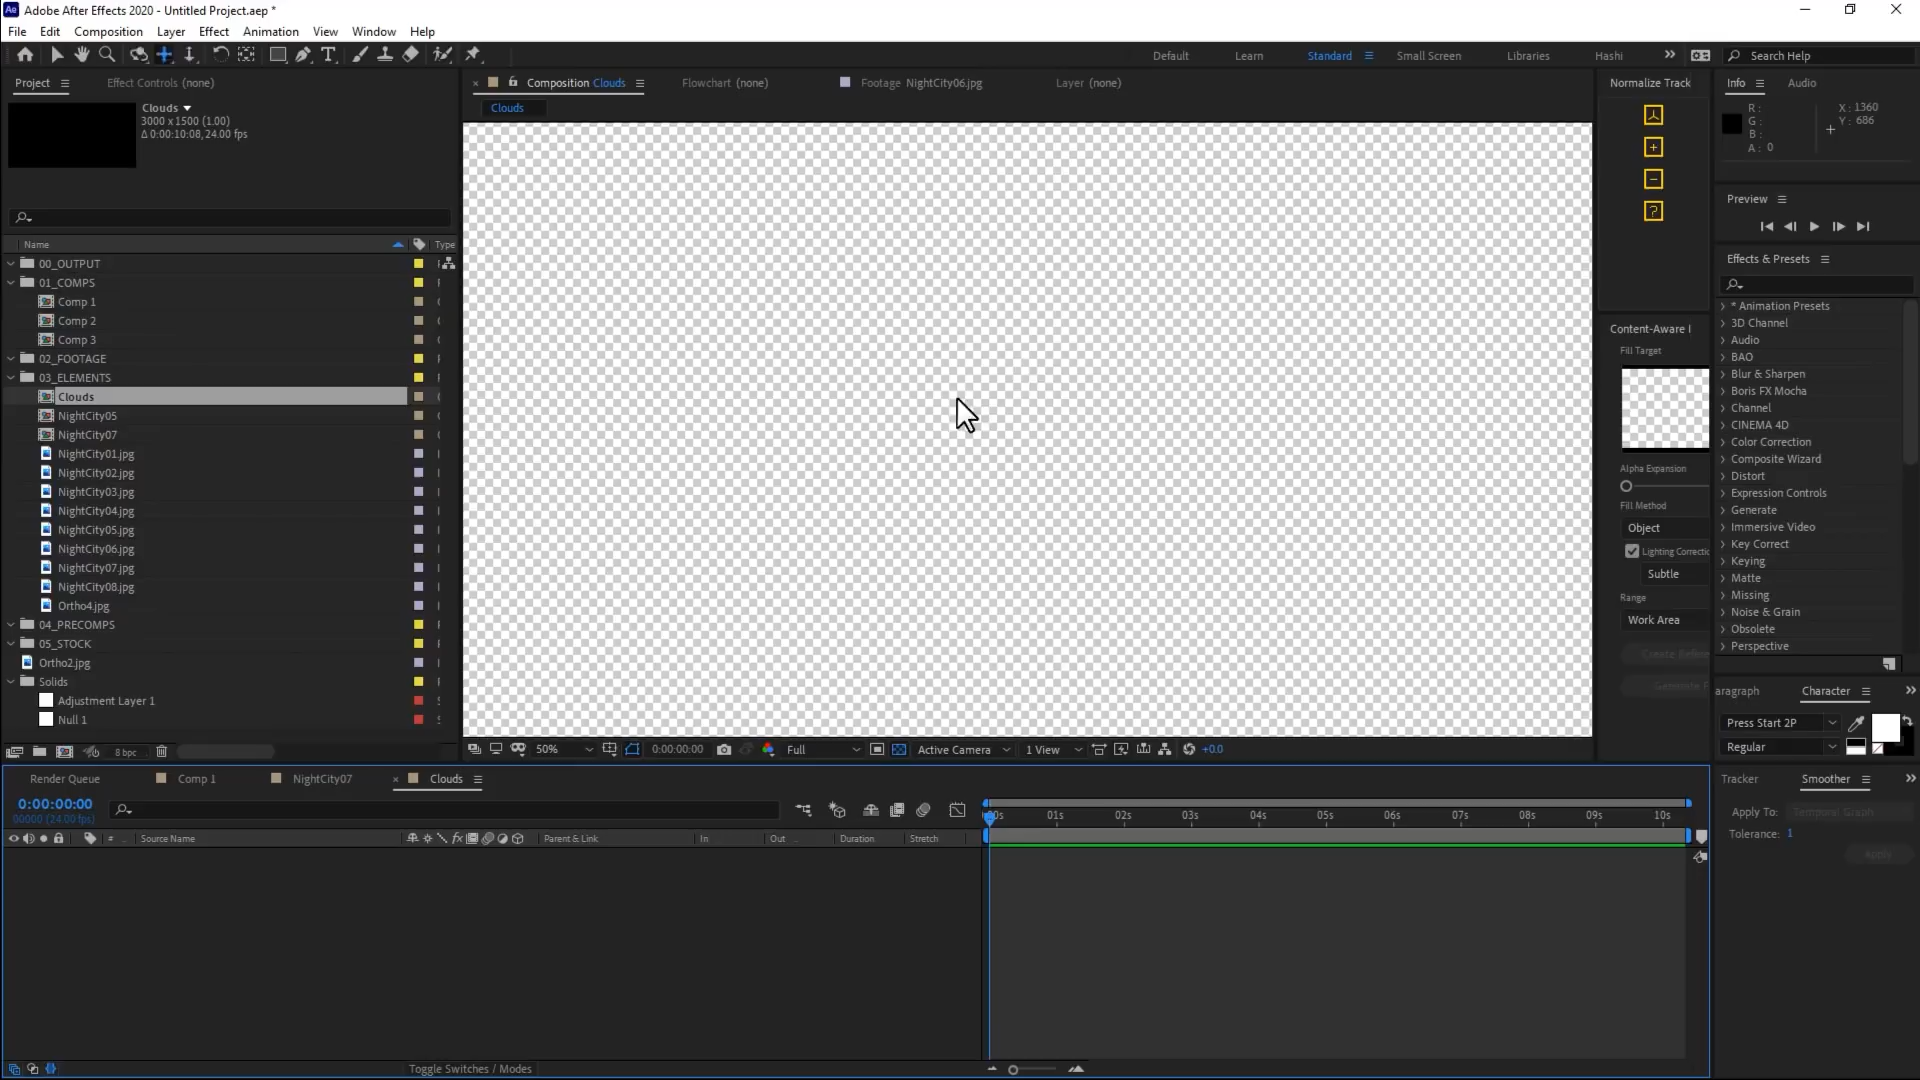 Adobe After Effects 2020 - Untitled Project.aep *
File Edit Composition Layer Effect Animation View Window Help
Default Learn Standard Small Screen Libraries Hashi Search Help
Project Effect Controls (none)
Composition Clouds Flowchart (none) Footage NightCity06.jpg Layer (none)
Clouds
Clouds
3000 x 1500 (1.00)
Δ 0:00:10:08, 24.00 fps
Name Type
00_OUTPUT
01_COMPS
Comp 1
Comp 2
Comp 3
02_FOOTAGE
03_ELEMENTS
Clouds
NightCity05
NightCity07
NightCity01.jpg
NightCity02.jpg
NightCity03.jpg
NightCity04.jpg
NightCity05.jpg
NightCity06.jpg
NightCity07.jpg
NightCity08.jpg
Ortho4.jpg
04_PRECOMPS
05_STOCK
Ortho2.jpg
Solids
Adjustment Layer 1
Null 1
8 bpc
50% 0:00:00:00 Full Active Camera 1 View +0.0
Normalize Track
Content-Aware
Fill Target
Alpha Expansion
Fill Method
Object
Lighting Correctio
Subtle
Range
Work Area
Info Audio
R :
G :
B :
A : 0
X : 1360
Y : 686
Preview
Effects & Presets
* Animation Presets
3D Channel
Audio
BAO
Blur & Sharpen
Boris FX Mocha
Channel
CINEMA 4D
Color Correction
Composite Wizard
Distort
Expression Controls
Generate
Immersive Video
Key Correct
Keying
Matte
Missing
Noise & Grain
Obsolete
Perspective
aragraph Character
Press Start 2P
Regular
Tracker Smoother
Apply To: Temporal Graph
Tolerance: 1
Apply
Render Queue Comp 1 NightCity07 Clouds
0:00:00:00
00000 (24.00 fps)
# Source Name fx Parent & Link In Out Duration Stretch
01s 02s 03s 04s 05s 06s 07s 08s 09s 10s
Toggle Switches / Modes